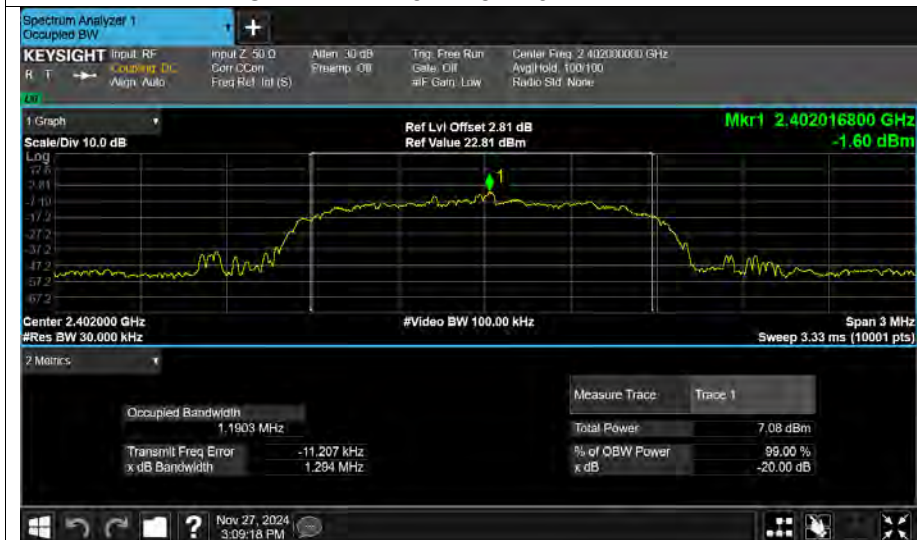 Spectrum Analyzer 1
Occupied BW
+
KEYSIGHT Input: RF Input Z: 50 Ω Atten: 30 dB Trig: Free Run Center Freq: 2.402000000 GHz
R T Coupling: DC Corr CCorr Preamp: Off Gate: Off Avg|Hold: 100/100
Align: Auto Freq Ref: Int (S) #IF Gain: Low Radio Std: None
1 Graph
Ref Lvl Offset 2.81 dB Mkr1 2.402016800 GHz
Scale/Div 10.0 dB Ref Value 22.81 dBm -1.60 dBm
Log
1
2.81
-7.19
-17.2
-27.2
-37.2
-47.2
-57.2
-67.2
Center 2.402000 GHz #Video BW 100.00 kHz Span 3 MHz
#Res BW 30.000 kHz Sweep 3.33 ms (10001 pts)
2 Metrics
Measure Trace Trace 1
Occupied Bandwidth
1.1903 MHz Total Power 7.08 dBm
Transmit Freq Error -11.207 kHz % of OBW Power 99.00 %
x dB Bandwidth 1.294 MHz x dB -20.00 dB
? Nov 27, 2024
3:09:18 PM